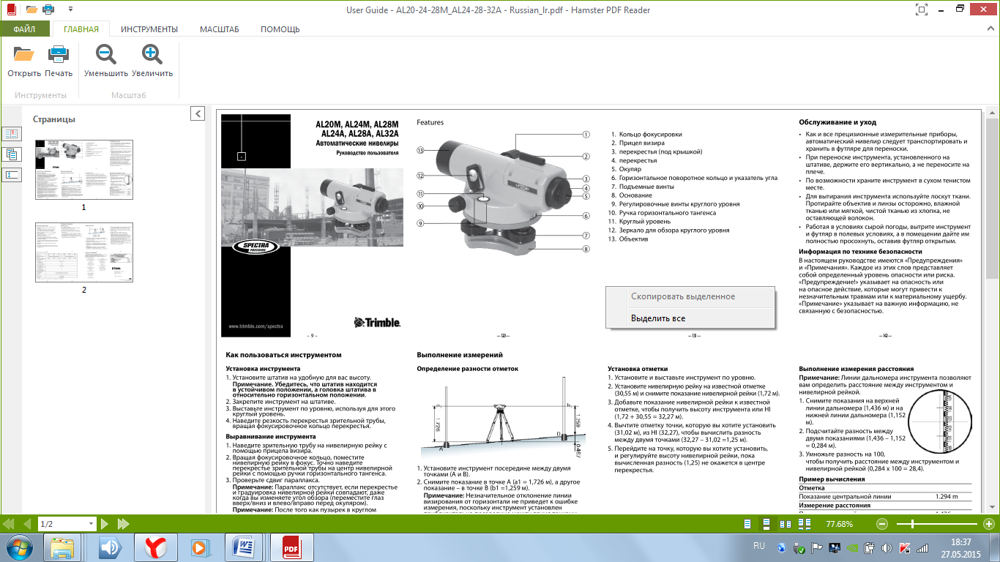 User Guide - AL20-24-28M_AL24-28-32A - Russian_lr.pdf - Hamster PDF Reader
ФАЙЛ
ГЛАВНАЯ
ИНСТРУМЕНТЫ
МАСШТАБ
ПОМОЩЬ
Открыть
Печать
Уменьшить
Увеличить
Инструменты
Масштаб
Страницы
1
2
AL20M, AL24M, AL28M
AL24A, AL28A, AL32A
Автоматические нивелиры
Руководство пользователя
SPECTRA
PRECISION
www.trimble.com/spectra
Trimble.
– 9 –
Features
1
2
3
4
5
6
7
8
13
12
11
10
9
1. Кольцо фокусировки
2. Прицел визира
3. перекрестья (под крышкой)
4. перекрестья
5. Окуляр
6. Горизонтальное поворотное кольцо и указатель угла
7. Подъемные винты
8. Основание
9. Регулировочные винты круглого уровня
10. Ручка горизонтального тангенса
11. Круглый уровень
12. Зеркало для обзора круглого уровня
13. Объектив
Скопировать выделенное
Выделить все
Обслуживание и уход
• Как и все прецизионные измерительные приборы,
автоматический нивелир следует транспортировать и
хранить в футляре для переноски.
• При переноске инструмента, установленного на
штативе, держите его вертикально, а не переносите на
плече.
• По возможности храните инструмент в сухом тенистом
месте.
• Для вытирания инструмента используйте лоскут ткани.
Протирайте объектив и линзы осторожно, влажной
тканью или мягкой, чистой тканью из хлопка, не
оставляющей волокон.
• Работая в условиях сырой погоды, вытрите инструмент
и футляр в полевых условиях, а в помещении дайте им
полностью просохнуть, оставив футляр открытым.
Информация по технике безопасности
В настоящем руководстве имеются «Предупреждения»
и «Примечания». Каждое из этих слов представляет
собой определенный уровень опасности или риска.
«Предупреждение!» указывает на опасность или
на опасное действие, которые могут привести к
незначительным травмам или к материальному ущербу.
«Примечание» указывает на важную информацию, не
связанную с безопасностью.
Как пользоваться инструментом
Установка инструмента
1. Установите штатив на удобную для вас высоту.
Примечание. Убедитесь, что штатив находится
в устойчивом положении, а головка штатива в
относительно горизонтальном положении.
2. Закрепите инструмент на штативе.
3. Выставьте инструмент по уровню, используя для этого
круглый уровень.
4. Наведите резкость перекрестья зрительной трубы,
вращая фокусировочное кольцо перекрестья.
Выравнивание инструмента
1. Наведите зрительную трубу на нивелирную рейку с
помощью прицела визира.
2. Вращая фокусировочное кольцо, поместите
нивелирную рейку в фокус. Точно наведите
перекрестье зрительной трубы на центр нивелирной
рейки с помощью ручки горизонтального тангенса.
3. Проверьте сдвиг параллакса.
Примечание: Параллакс отсутствует, если перекрестье
и градуировка нивелирной рейки совпадают, даже
когда вы изменяете угол обзора (переместите глаз
вверх/вниз и влево/вправо перед окуляром).
Примечание: После того как пузырек в круглом
Выполнение измерений
Определение разности отметок
1.726
1.259
0.467
A
1. Установите инструмент посередине между двумя
точками (А и В).
2. Снимите показание в точке А (a1 = 1,726 м), а другое
показание – в точке В (b1 =1,259 м).
Примечание: Незначительное отклонение линии
визирования от горизонтали не приведет к ошибке
измерения, поскольку инструмент установлен
Установка отметки
1. Установите и выставьте инструмент по уровню.
2. Установите нивелирную рейку на известной отметке
(30,55 м) и снимите показание нивелирной рейки (1,72 м).
3. Добавьте показание нивелирной рейки к известной
отметке, чтобы получить высоту инструмента или HI
(1,72 + 30,55 = 32,27 м).
4. Вычтите отметку точки, которую вы хотите установить
(31,02 м), из HI (32,27), чтобы вычислить разность
между двумя точками (32,27 – 31,02 =1,25 м).
5. Перейдите на точку, которую вы хотите установить,
и регулируйте высоту нивелирной рейки, пока
вычисленная разность (1,25) не окажется в центре
перекрестья.
Выполнение измерения расстояния
Примечание: Линии дальномера инструмента позволяют
вам определить расстояние между инструментом и
нивелирной рейкой.
1. Снимите показания на верхней
линии дальномера (1,436 м) и на
нижней линии дальномера (1,152
м).
2. Подсчитайте разность между
двумя показаниями (1,436 – 1,152
= 0,284 м).
3. Умножьте разность на 100,
чтобы получить расстояние между инструментом и
нивелирной рейкой (0,284 x 100 = 28,4).
Пример вычисления
Отметка
Показание центральной линии 1.294 m
Измерение расстояния
1/2
77.68%
RU
18:37
27.05.2015